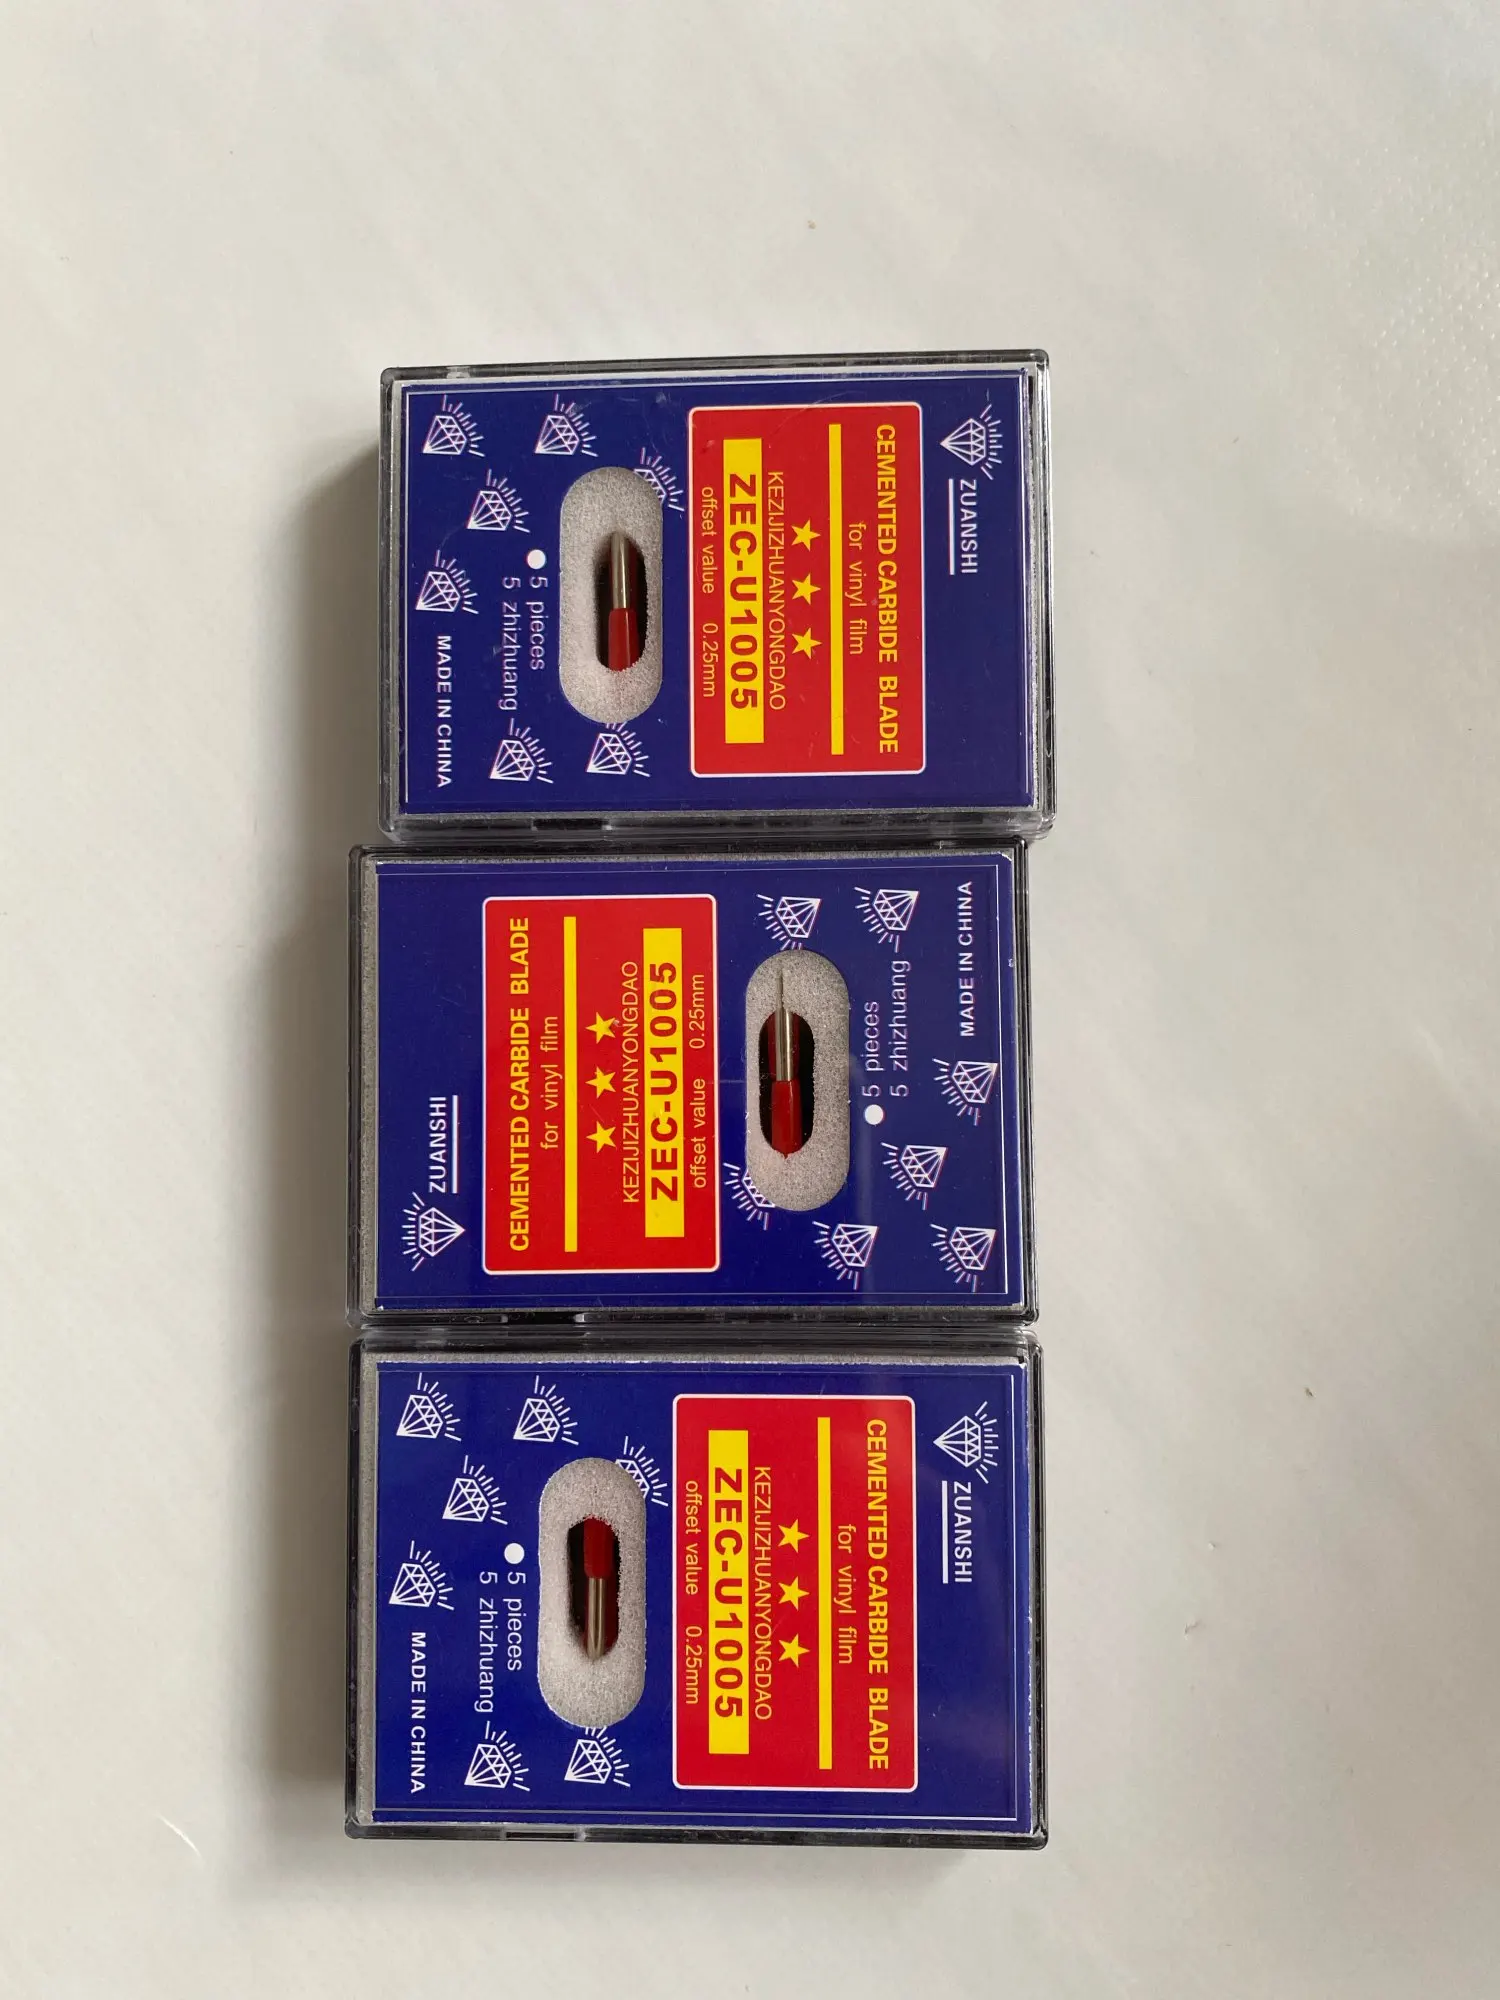 ZUANSHI
CEMENTED CARBIDE BLADE
for vinyl film
KEZIJIZHUANYONGDAO
ZEC-U1005
offset value 0.25mm
5 pieces
5 zhizhuang
MADE IN CHINA
ZUANSHI
CEMENTED CARBIDE BLADE
for vinyl film
KEZIJIZHUANYONGDAO
ZEC-U1005
offset value 0.25mm
5 pieces
5 zhizhuang
MADE IN CHINA
ZUANSHI
CEMENTED CARBIDE BLADE
for vinyl film
KEZIJIZHUANYONGDAO
ZEC-U1005
offset value 0.25mm
5 pieces
5 zhizhuang
MADE IN CHINA